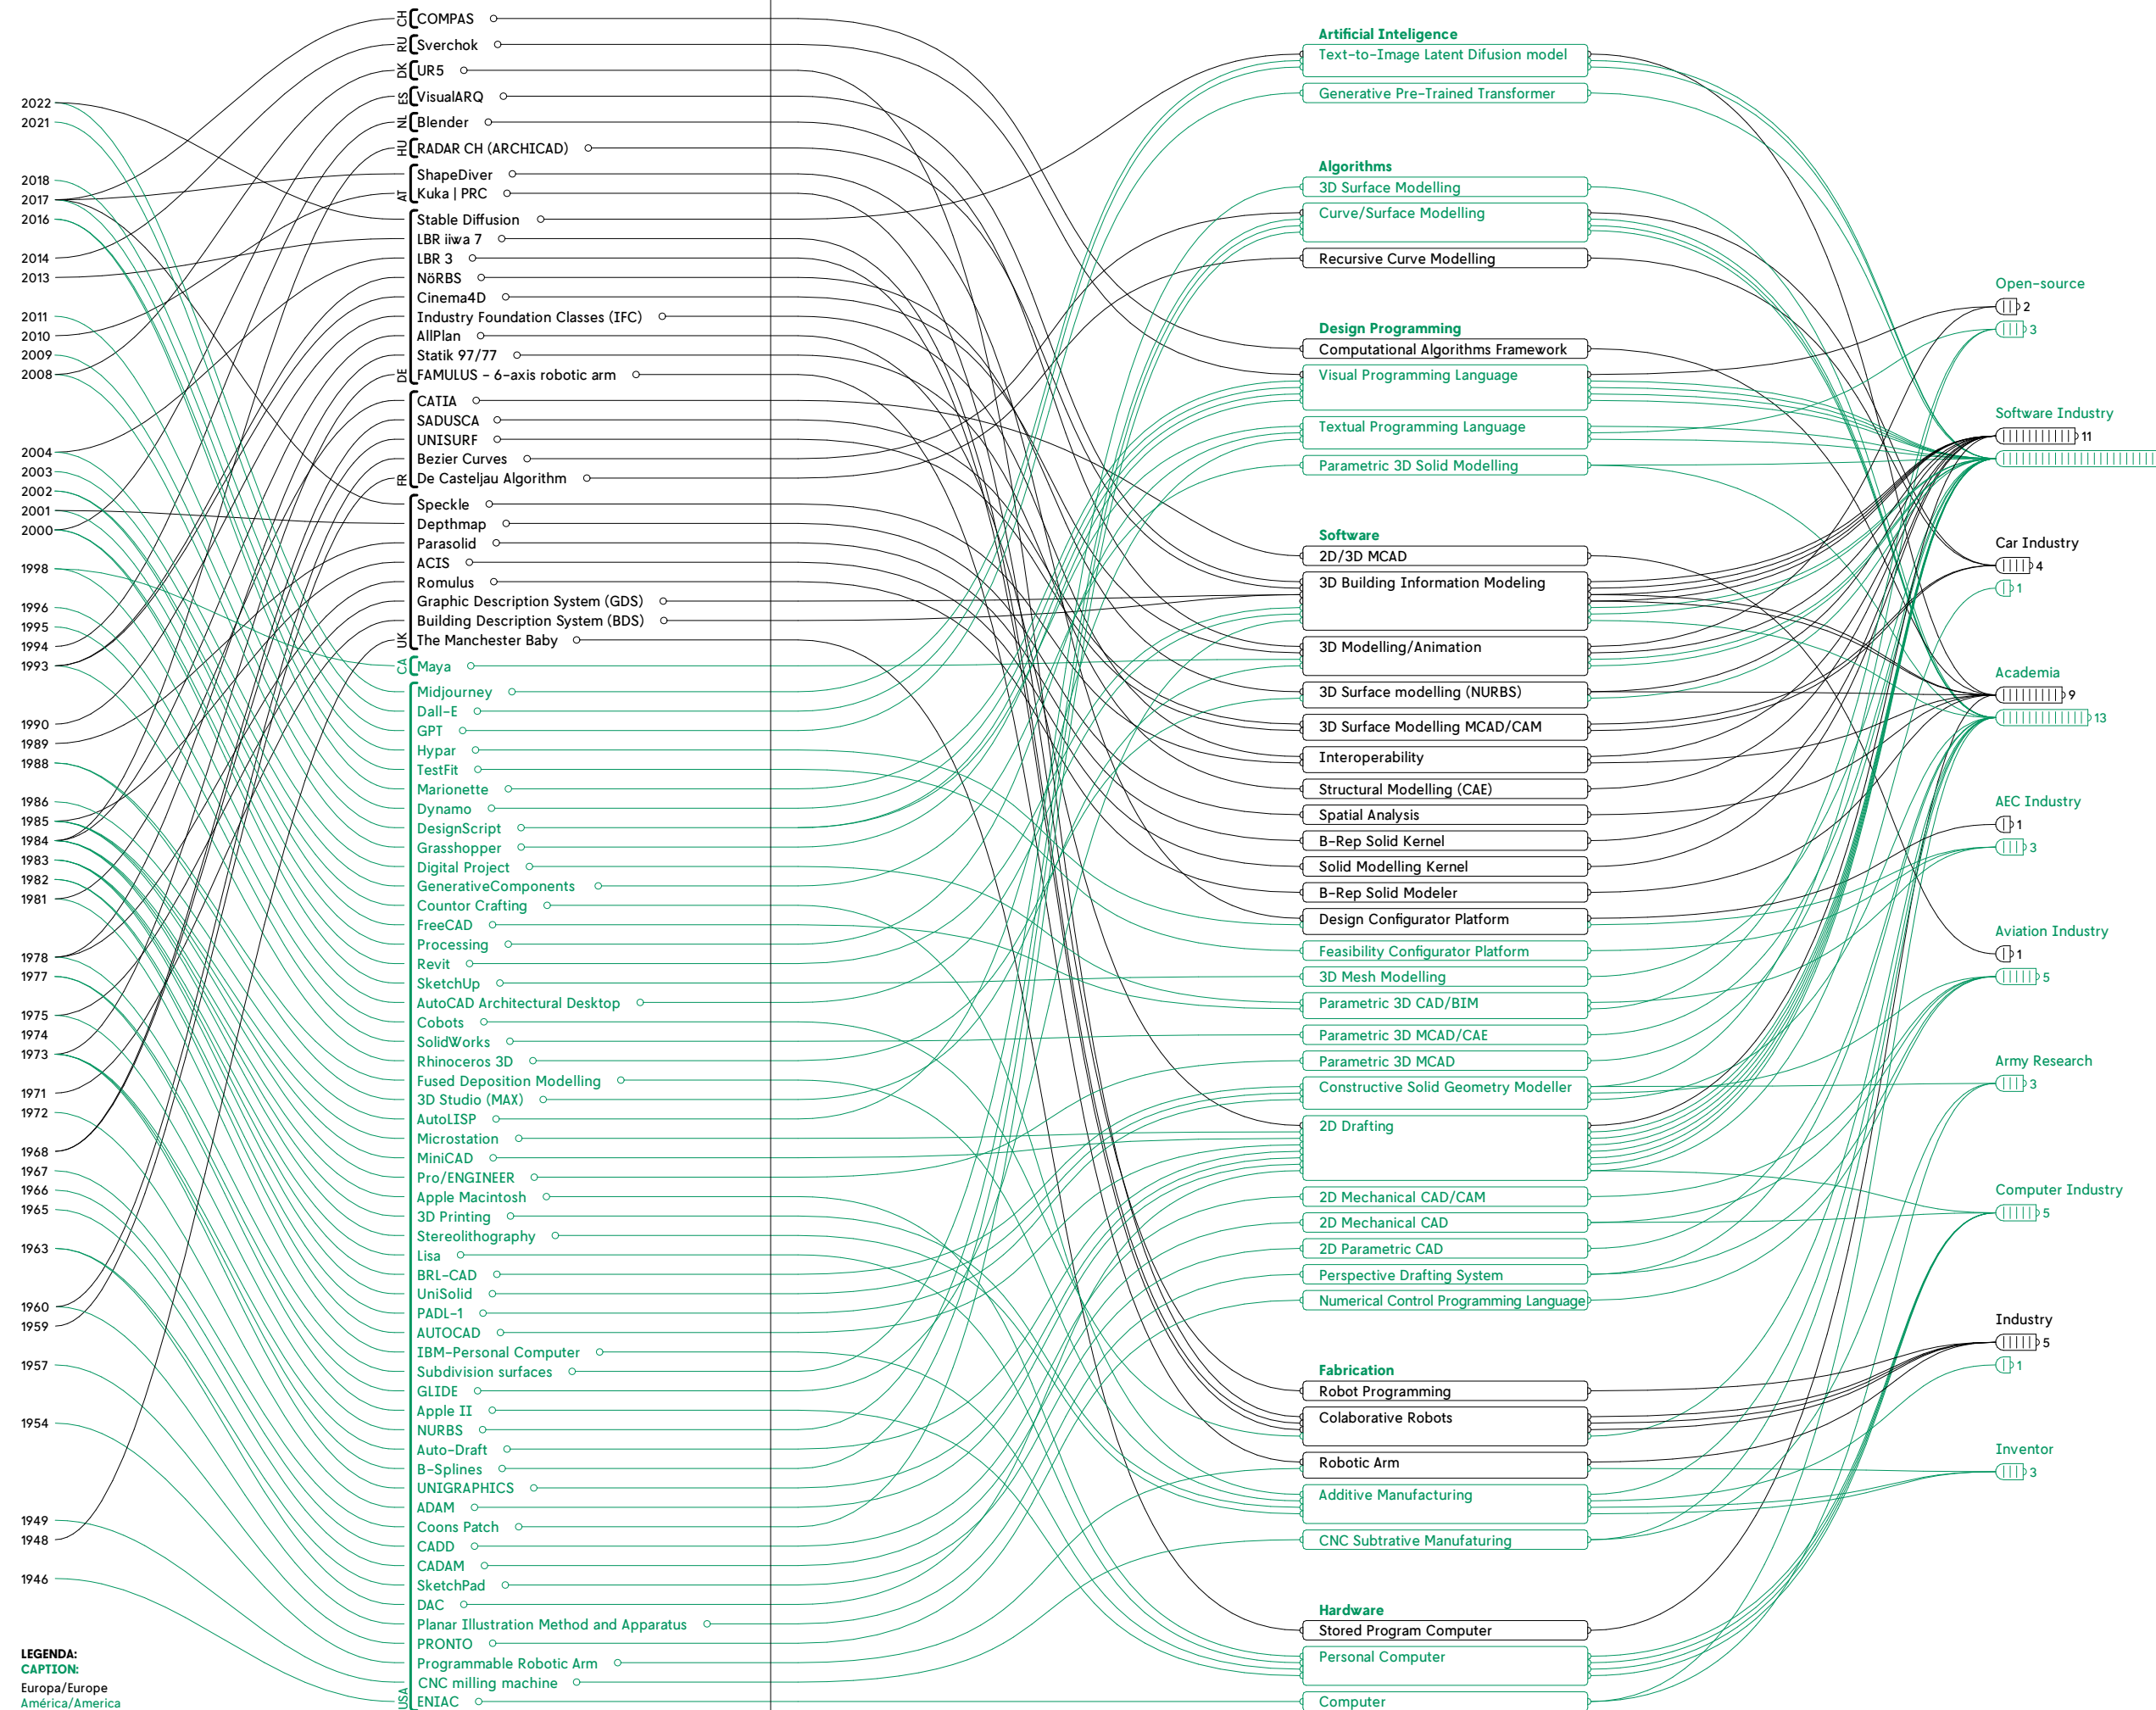 2022
2021
2018
2017
2016
2014
2013
2011
2010
2009
2008
2004
2003
2002
2001
2000
1998
1996
1995
1994
1993
1990
1989
1988
1986
1985
1984
1983
1982
1981
1978
1977
1975
1974
1973
1971
1972
1968
1967
1966
1965
1963
1960
1959
1957
1954
1949
1948
1946
LEGENDA:
CAPTION:
Europa/Europe
América/America
CH
COMPAS
RU
Sverchok
DK
UR5
ES
VisualARQ
NL
Blender
HU
RADAR CH (ARCHICAD)
AT
ShapeDiver
Kuka | PRC
DE
Stable Diffusion
LBR iiwa 7
LBR 3
NöRBS
Cinema4D
Industry Foundation Classes (IFC)
AllPlan
Statik 97/77
FAMULUS - 6-axis robotic arm
FR
CATIA
SADUSCA
UNISURF
Bezier Curves
De Casteljau Algorithm
UK
Speckle
Depthmap
Parasolid
ACIS
Romulus
Graphic Description System (GDS)
Building Description System (BDS)
The Manchester Baby
CA
Maya
USA
Midjourney
Dall-E
GPT
Hypar
TestFit
Marionette
Dynamo
DesignScript
Grasshopper
Digital Project
GenerativeComponents
Countor Crafting
FreeCAD
Processing
Revit
SketchUp
AutoCAD Architectural Desktop
Cobots
SolidWorks
Rhinoceros 3D
Fused Deposition Modelling
3D Studio (MAX)
AutoLISP
Microstation
MiniCAD
Pro/ENGINEER
Apple Macintosh
3D Printing
Stereolithography
Lisa
BRL-CAD
UniSolid
PADL-1
AUTOCAD
IBM-Personal Computer
Subdivision surfaces
GLIDE
Apple II
NURBS
Auto-Draft
B-Splines
UNIGRAPHICS
ADAM
Coons Patch
CADD
CADAM
SketchPad
DAC
Planar Illustration Method and Apparatus
PRONTO
Programmable Robotic Arm
CNC milling machine
ENIAC
Artificial Inteligence
Text-to-Image Latent Difusion model
Generative Pre-Trained Transformer
Algorithms
3D Surface Modelling
Curve/Surface Modelling
Recursive Curve Modelling
Design Programming
Computational Algorithms Framework
Visual Programming Language
Textual Programming Language
Parametric 3D Solid Modelling
Software
2D/3D MCAD
3D Building Information Modeling
3D Modelling/Animation
3D Surface modelling (NURBS)
3D Surface Modelling MCAD/CAM
Interoperability
Structural Modelling (CAE)
Spatial Analysis
B-Rep Solid Kernel
Solid Modelling Kernel
B-Rep Solid Modeler
Design Configurator Platform
Feasibility Configurator Platform
3D Mesh Modelling
Parametric 3D CAD/BIM
Parametric 3D MCAD/CAE
Parametric 3D MCAD
Constructive Solid Geometry Modeller
2D Drafting
2D Mechanical CAD/CAM
2D Mechanical CAD
2D Parametric CAD
Perspective Drafting System
Numerical Control Programming Language
Fabrication
Robot Programming
Colaborative Robots
Robotic Arm
Additive Manufacturing
CNC Subtrative Manufaturing
Hardware
Stored Program Computer
Personal Computer
Computer
Open-source
2
3
Software Industry
11
Car Industry
4
1
Academia
9
13
AEC Industry
1
3
Aviation Industry
1
5
Army Research
3
Computer Industry
5
Industry
5
1
Inventor
3